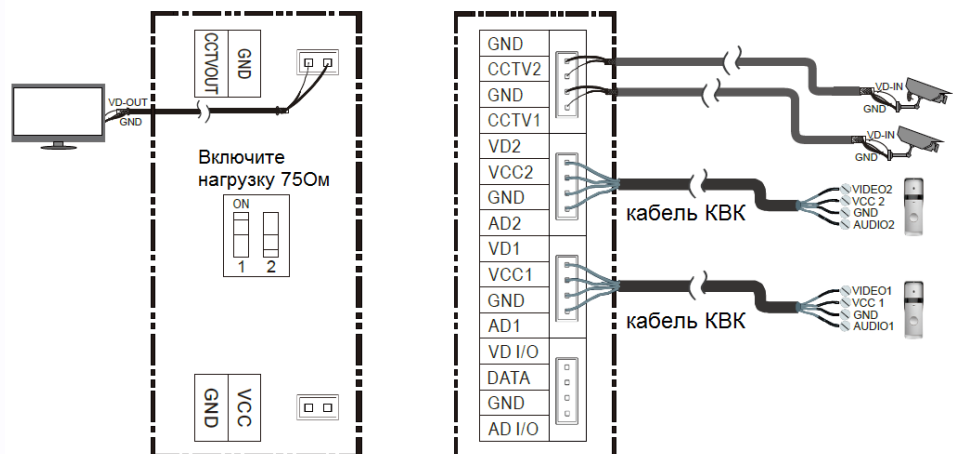 CCTVOUT
GND
VD-OUT
GND
Включите
нагрузку 75Ом
ON
1 2
GND
VCC
GND
CCTV2
GND
CCTV1
VD2
VCC2
GND
AD2
VD1
VCC1
GND
AD1
VD I/O
DATA
GND
AD I/O
VD-IN
GND
VD-IN
GND
кабель КВК
VIDEO2
VCC 2
GND
AUDIO2
кабель КВК
VIDEO1
VCC 1
GND
AUDIO1